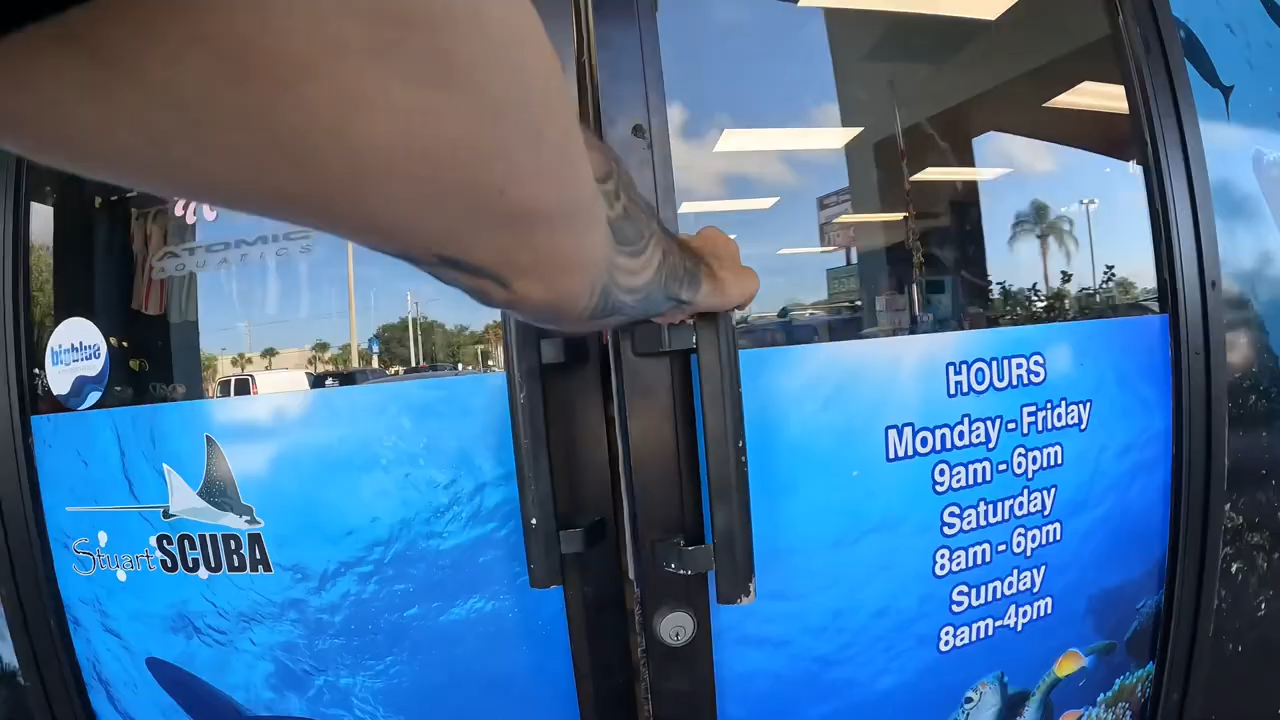 ATOMIC
AQUATICS
bigblue
Stuart SCUBA
HOURS
Monday - Friday
9am - 6pm
Saturday
8am - 6pm
Sunday
8am-4pm